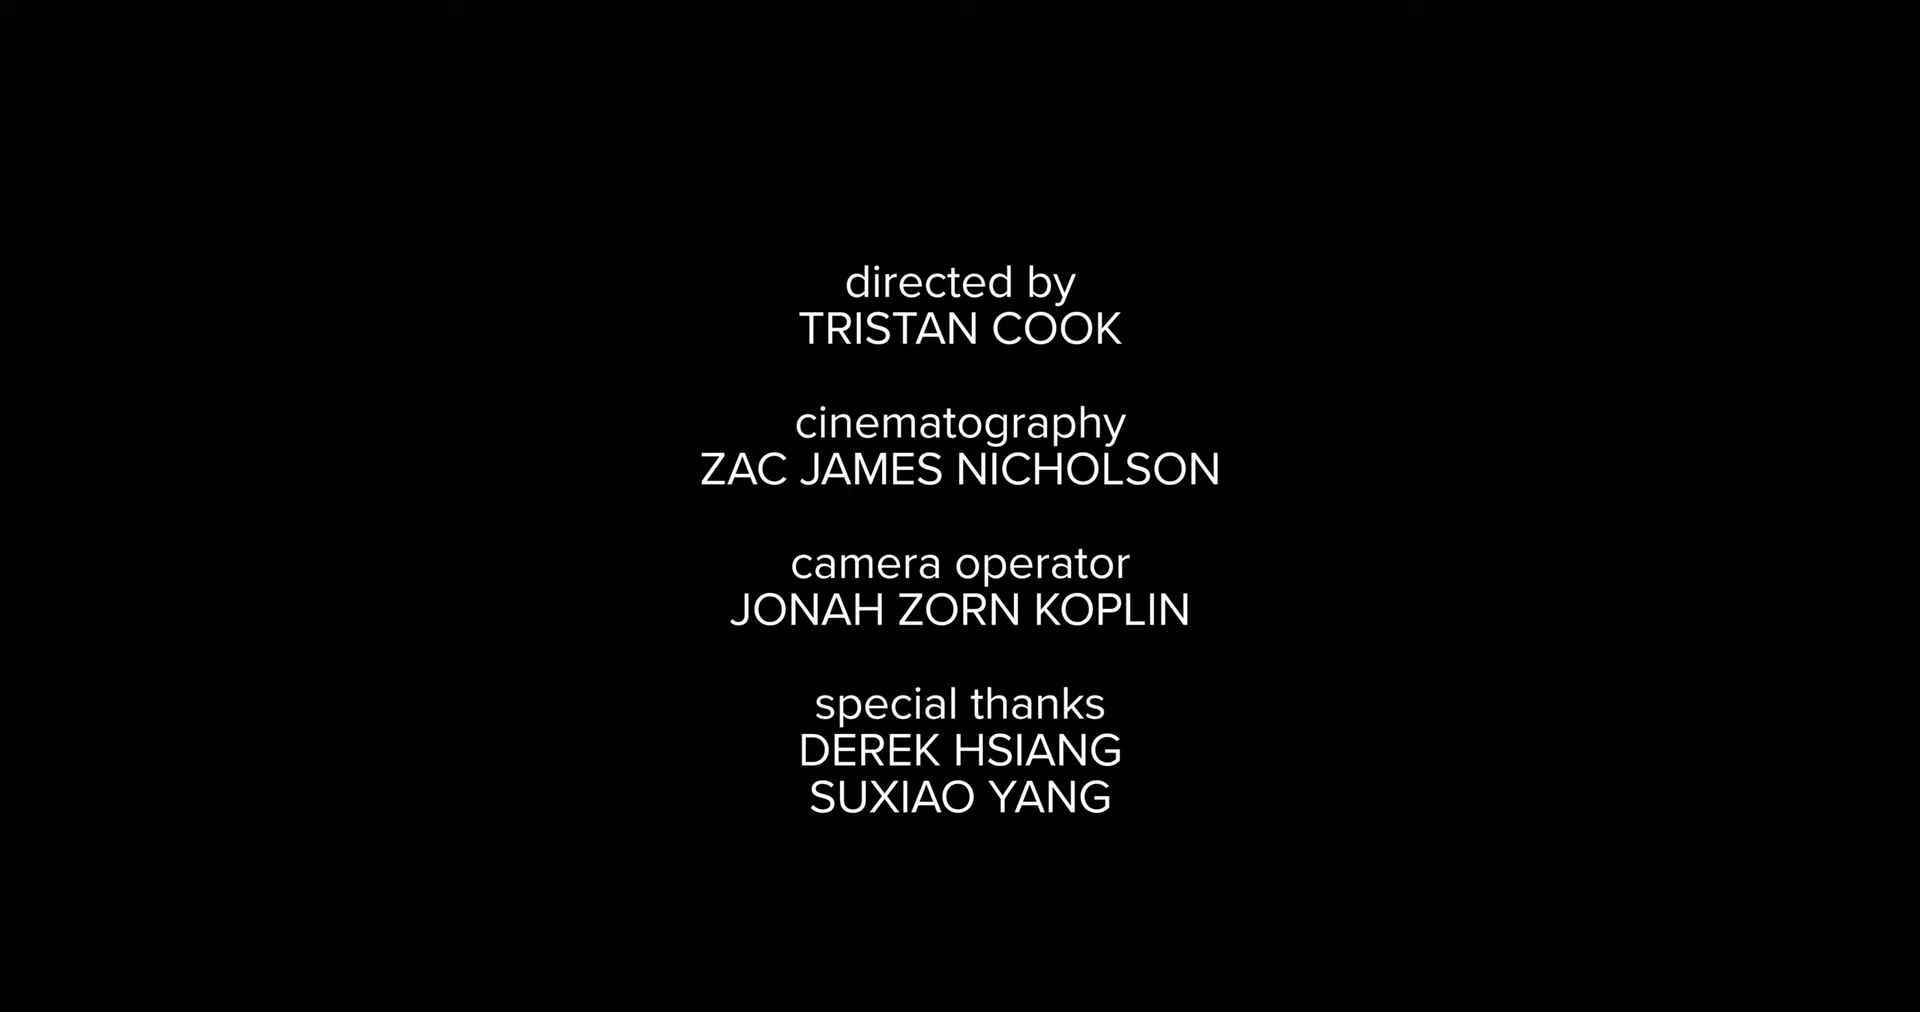 directed by
TRISTAN COOK
cinematography
ZAC JAMES NICHOLSON
camera operator
JONAH ZORN KOPLIN
special thanks
DEREK HSIANG
SUXIAO YANG